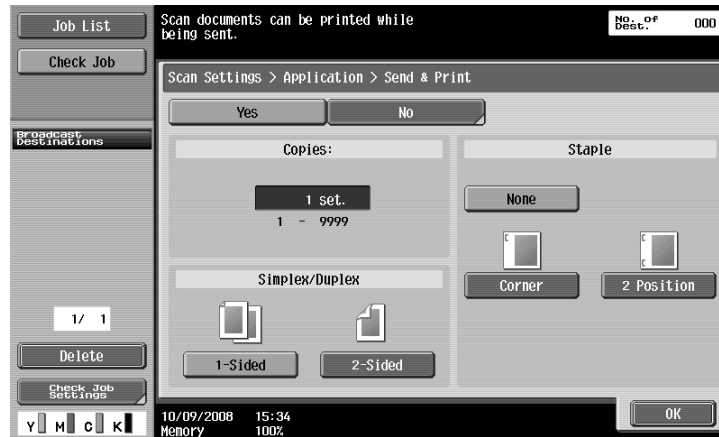 Job List
Check Job
Scan documents can be printed while
being sent.
No. of
Dest.
000
Scan Settings > Application > Send & Print
Yes
No
Broadcast
Destinations
Copies:
1 set.
1 - 9999
Staple
None
Corner
2 Position
Simplex/Duplex
1-Sided
2-Sided
1/ 1
Delete
Check Job
Settings
Y M C K
10/09/2008 15:34
Memory 100%
OK